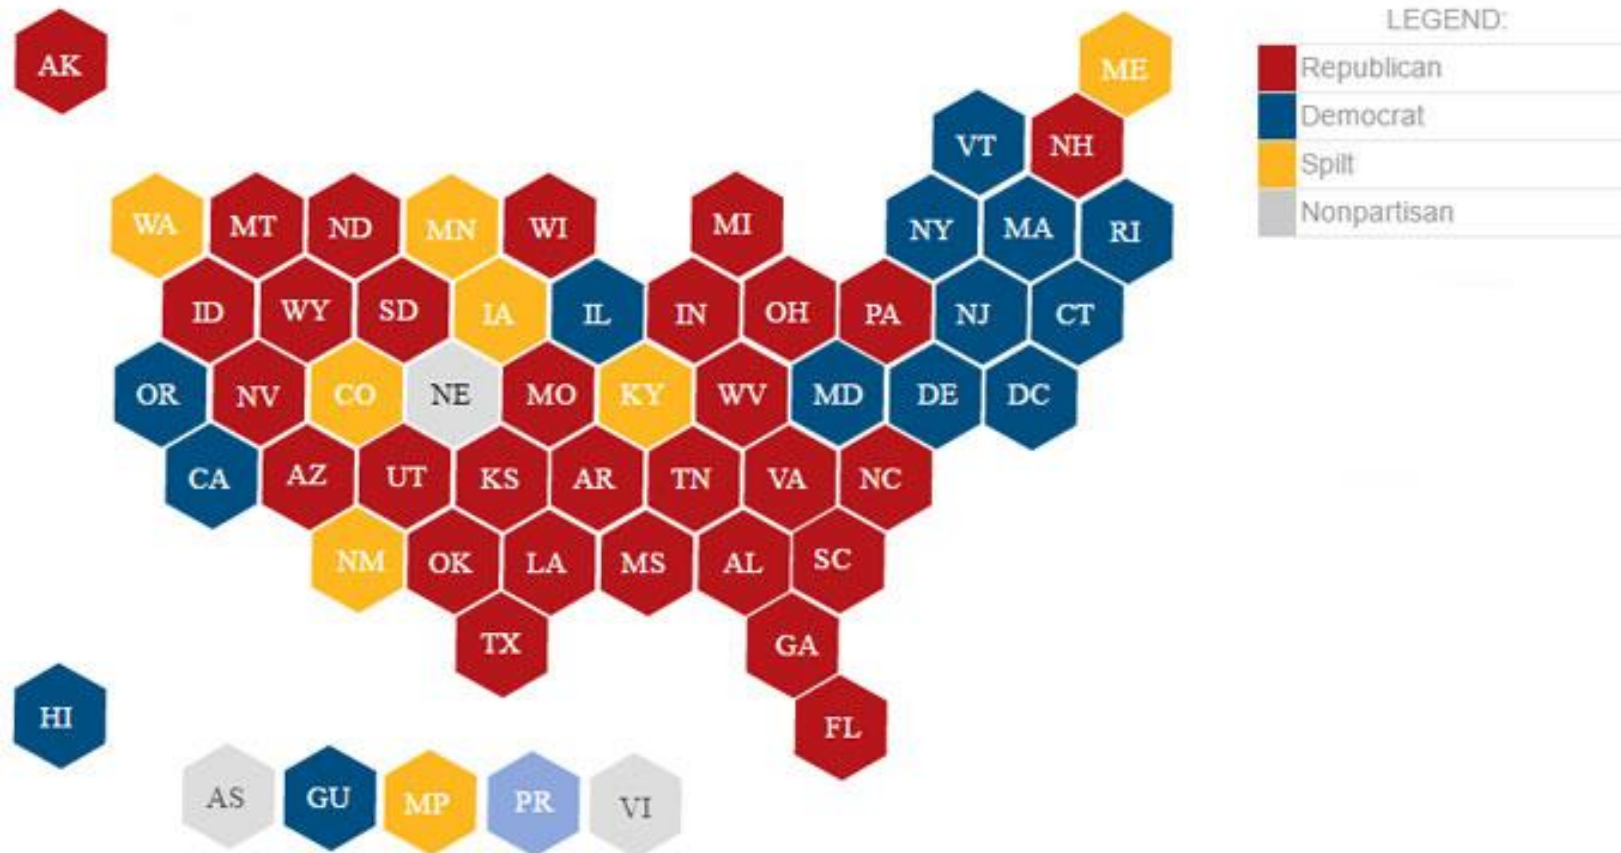 LEGEND:
AK
ME
Republican
VT NH
Democrat
Spilt
WA MT ND MN WI MI NY MA RI
Nonpartisan
ID WY SD IA IL IN OH PA NJ CT
OR NV CO NE MO KY WV MD DE DC
CA AZ UT KS AR TN VA NC
NM OK LA MS AL SC
TX GA
HI FL
AS GU MP PR VI